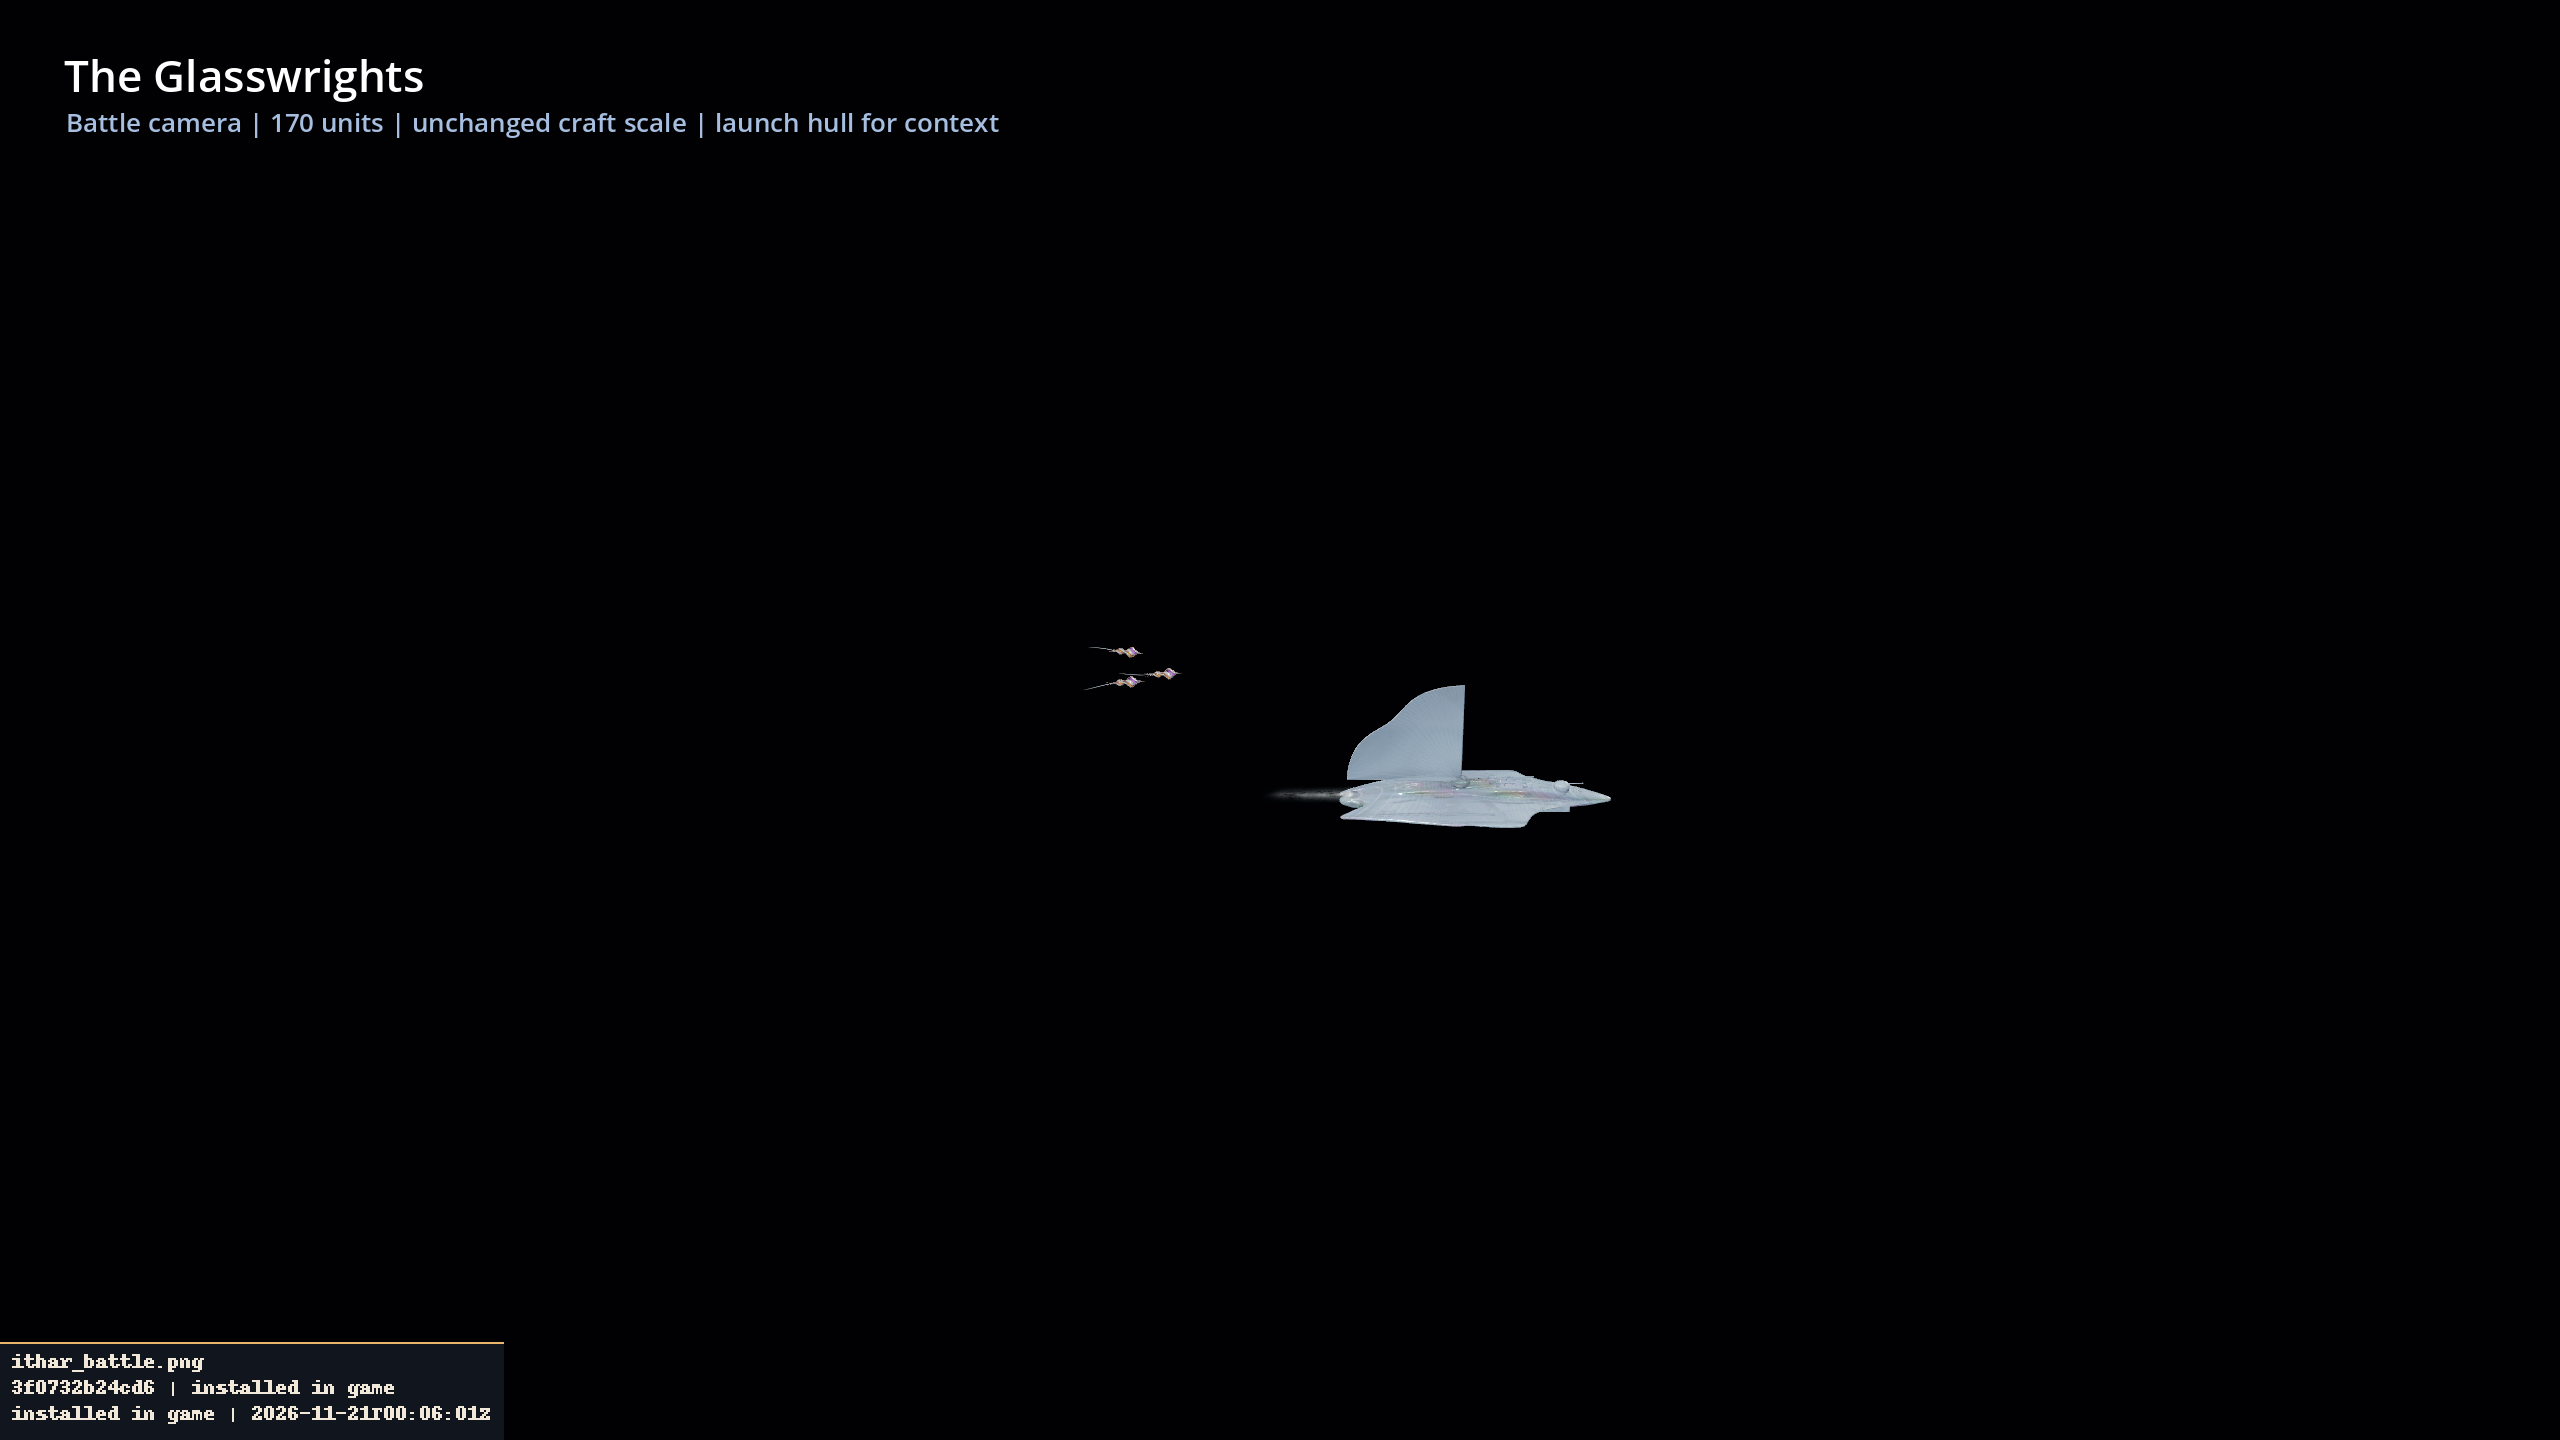 The Glasswrights
Battle camera | 170 units | unchanged craft scale | launch hull for context
ithar_battle.png
3f0732b24cd6 | installed in game
installed in game | 2026-11-21T00:06:01Z